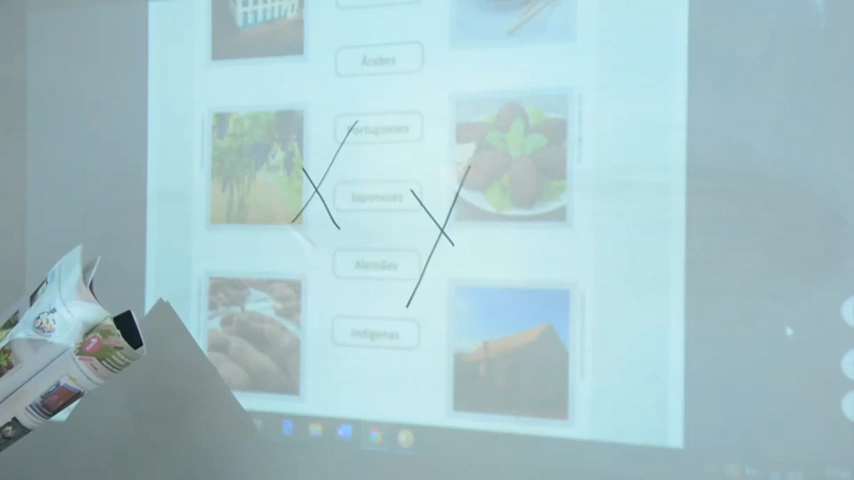 Árabes
Portugueses
Japoneses
Alemães
Indígenas